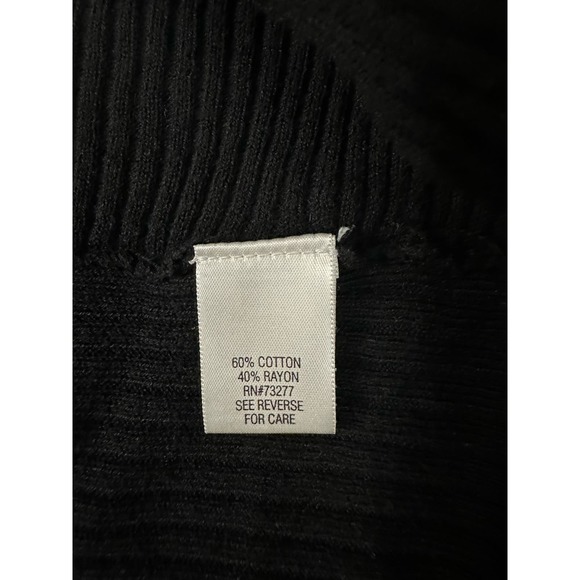 60% COTTON
40% RAYON
RN#73277
SEE REVERSE
FOR CARE